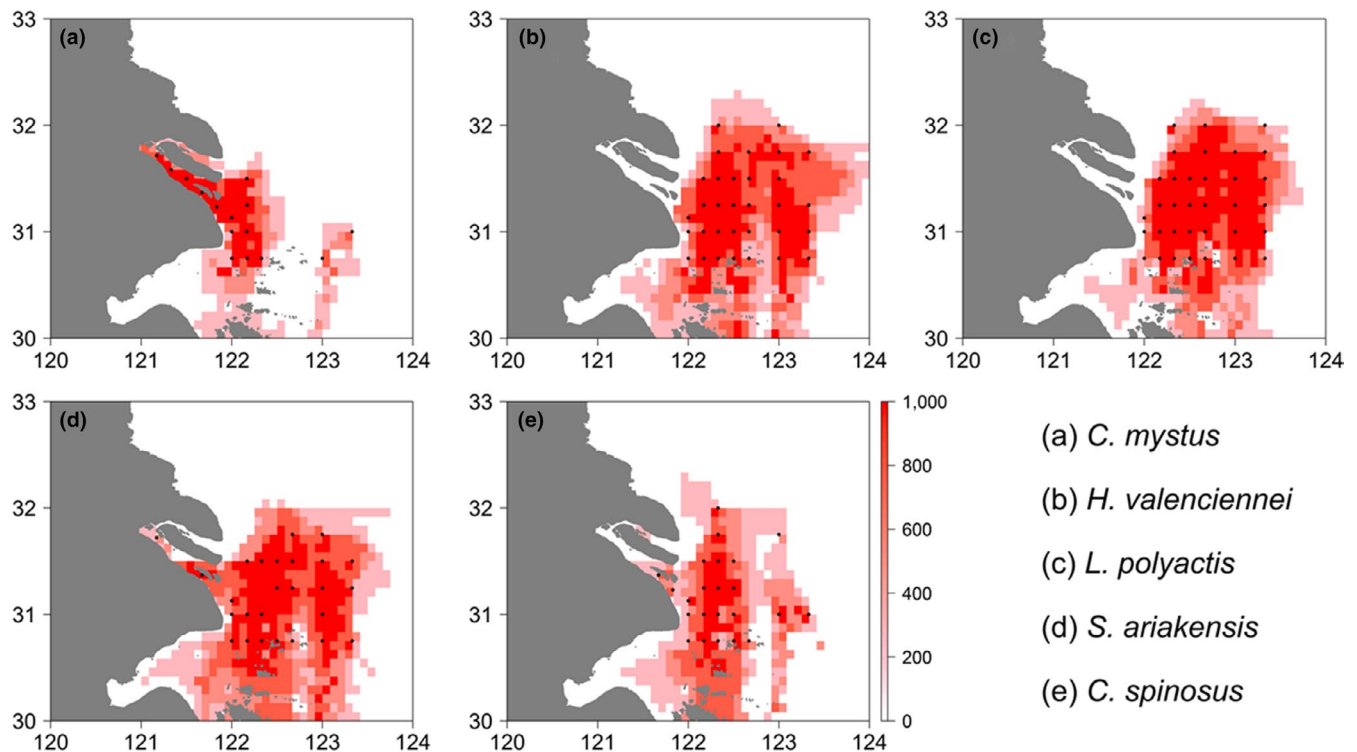 (a)
33
32
31
30
120 121 122 123 124
(b)
33
32
31
30
120 121 122 123 124
(c)
33
32
31
30
120 121 122 123 124
(d)
33
32
31
30
120 121 122 123 124
(e)
33
32
31
30
120 121 122 123 124
1,000
800
600
400
200
0
(a) C. mystus
(b) H. valenciennei
(c) L. polyactis
(d) S. ariakensis
(e) C. spinosus